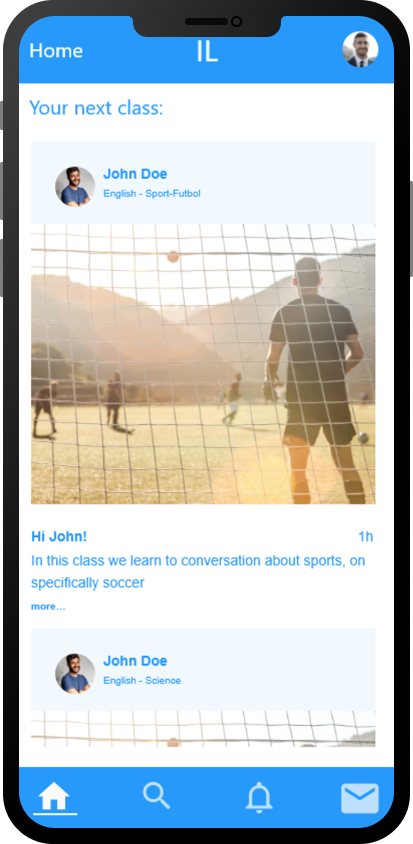 Home
IL
Your next class:
John Doe
English - Sport-Futbol
Hi John!
1h
In this class we learn to conversation about sports, on
specifically soccer
more...
John Doe
English - Science